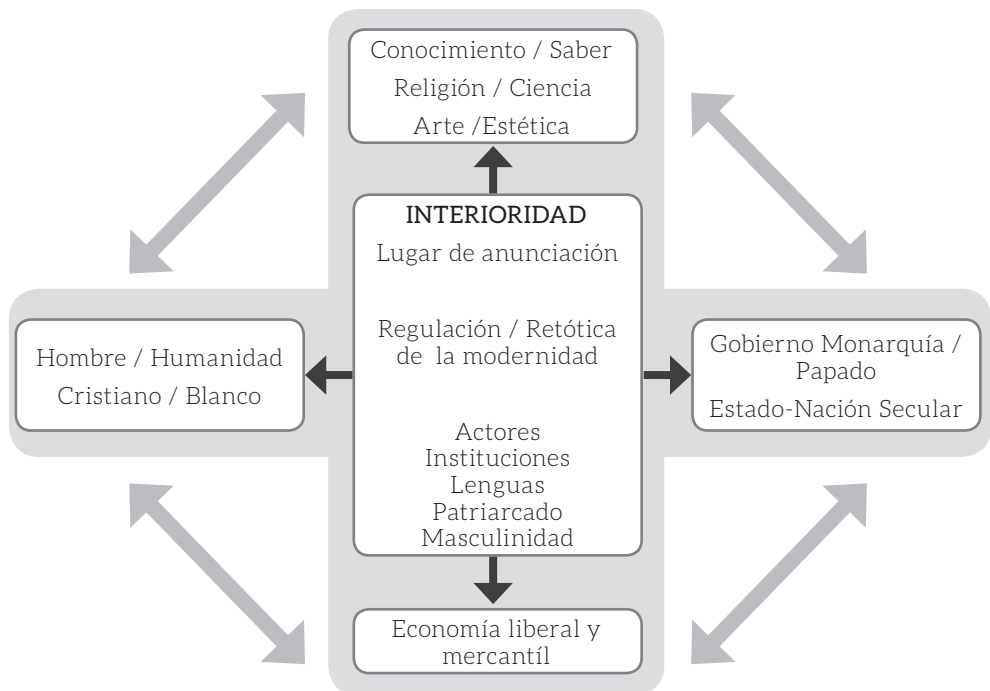 Conocimiento / Saber
Religión / Ciencia
Arte /Estética
INTERIORIDAD
Lugar de anunciación
Regulación / Retótica
de la modernidad
Actores
Instituciones
Lenguas
Patriarcado
Masculinidad
Hombre / Humanidad
Cristiano / Blanco
Gobierno Monarquía /
Papado
Estado-Nación Secular
Economía liberal y
mercantíl